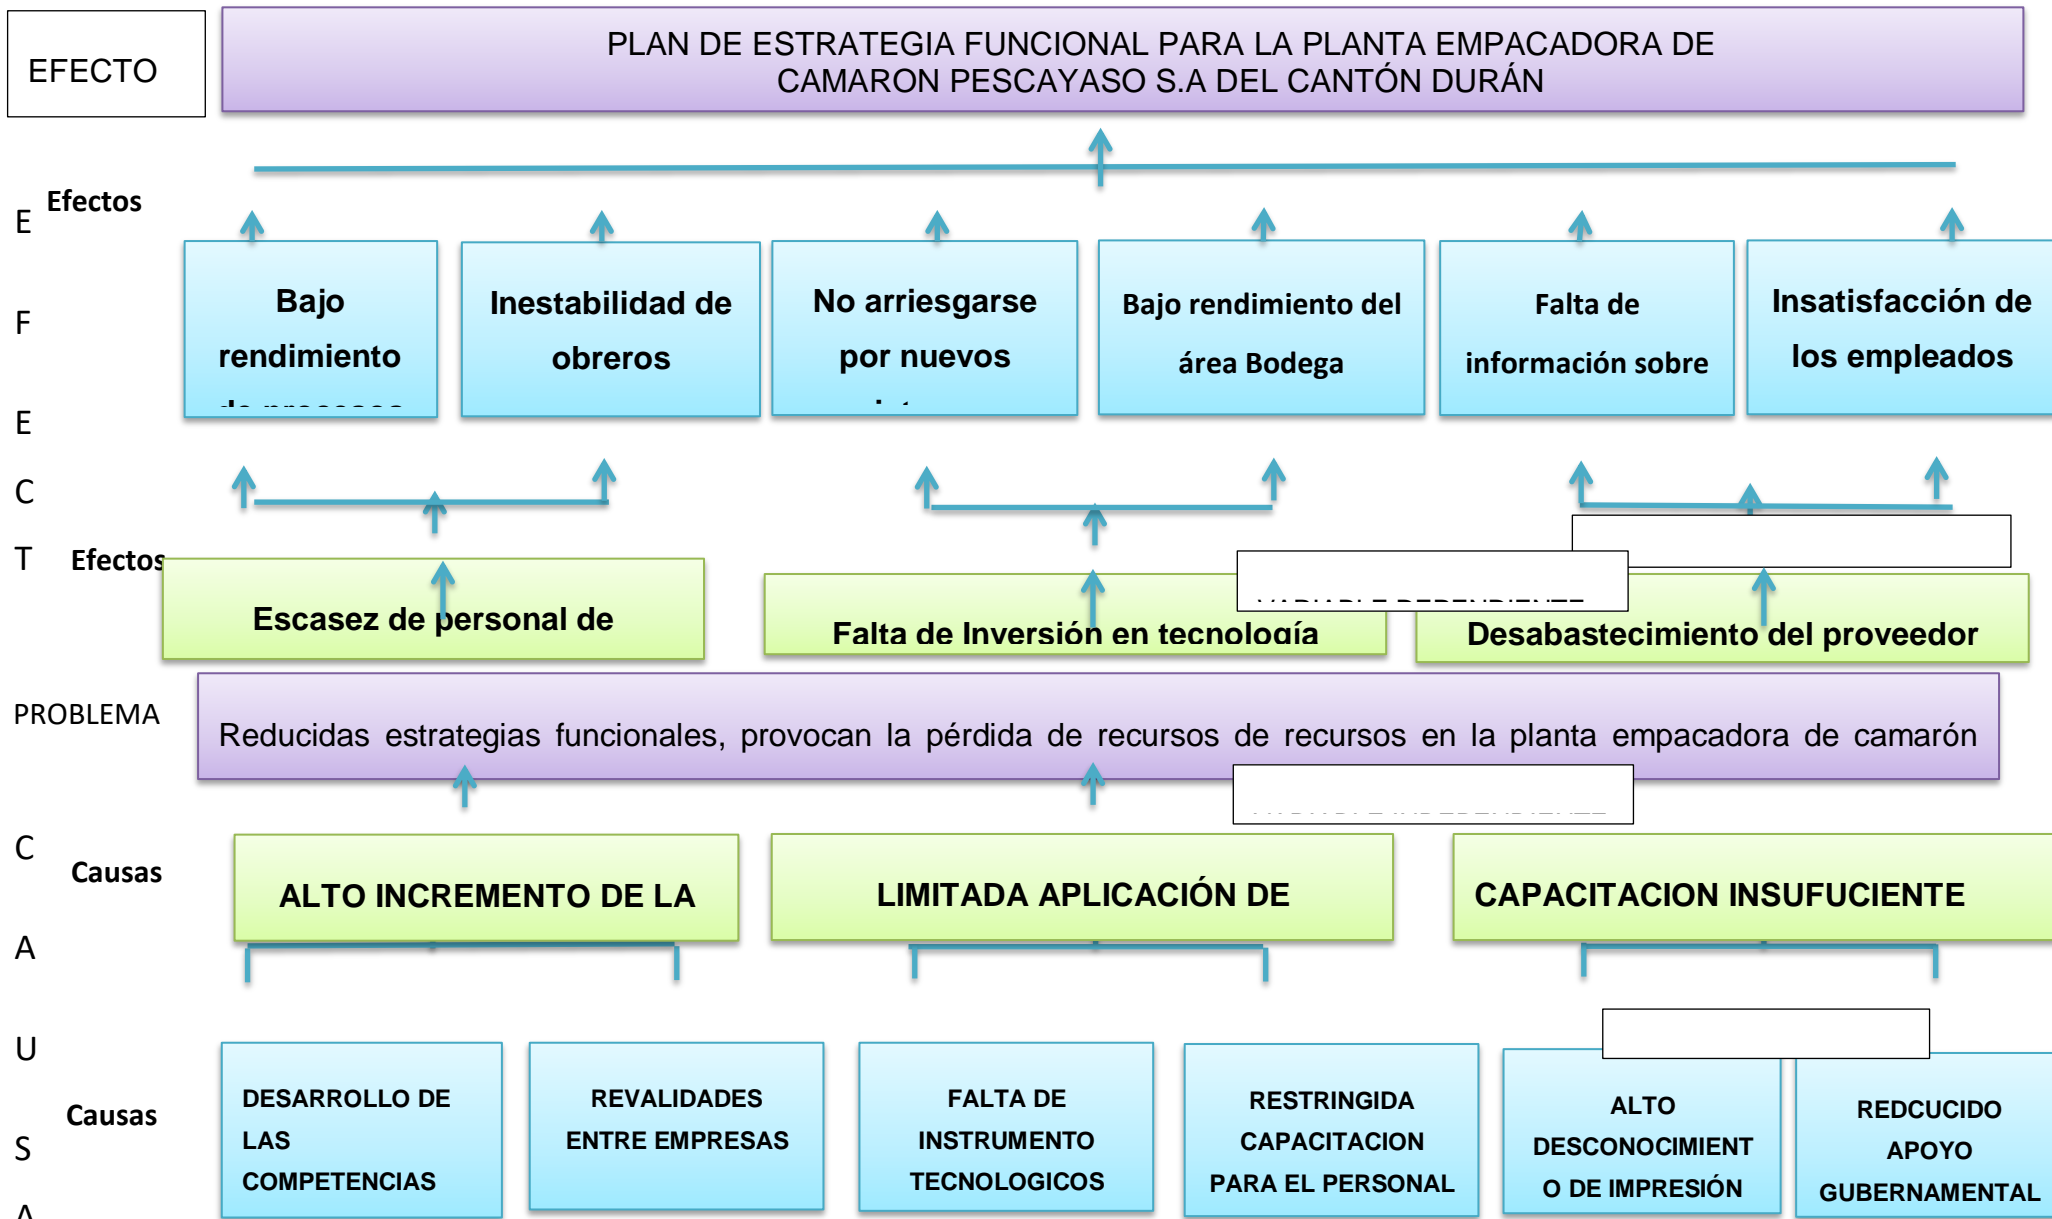 EFECTO
PLAN DE ESTRATEGIA FUNCIONAL PARA LA PLANTA EMPACADORA DE
CAMARON PESCAYASO S.A DEL CANTÓN DURÁN
Efectos
E
F
E
C
T
Bajo
rendimiento
Inestabilidad de
obreros
No arriesgarse
por nuevos
Bajo rendimiento del
área Bodega
Falta de
información sobre
Insatisfacción de
los empleados
Efectos
Escasez de personal de
Falta de Inversión en tecnología
VARIABLE DEPENDIENTE
Desabastecimiento del proveedor
PROBLEMA
Reducidas estrategias funcionales, provocan la pérdida de recursos de recursos en la planta empacadora de camarón
C
A
U
S
A
Causas
ALTO INCREMENTO DE LA
LIMITADA APLICACIÓN DE
CAPACITACION INSUFUCIENTE
Causas
DESARROLLO DE
LAS
COMPETENCIAS
REVALIDADES
ENTRE EMPRESAS
FALTA DE
INSTRUMENTO
TECNOLOGICOS
RESTRINGIDA
CAPACITACION
PARA EL PERSONAL
ALTO
DESCONOCIMIENT
O DE IMPRESIÓN
REDCUCIDO
APOYO
GUBERNAMENTAL